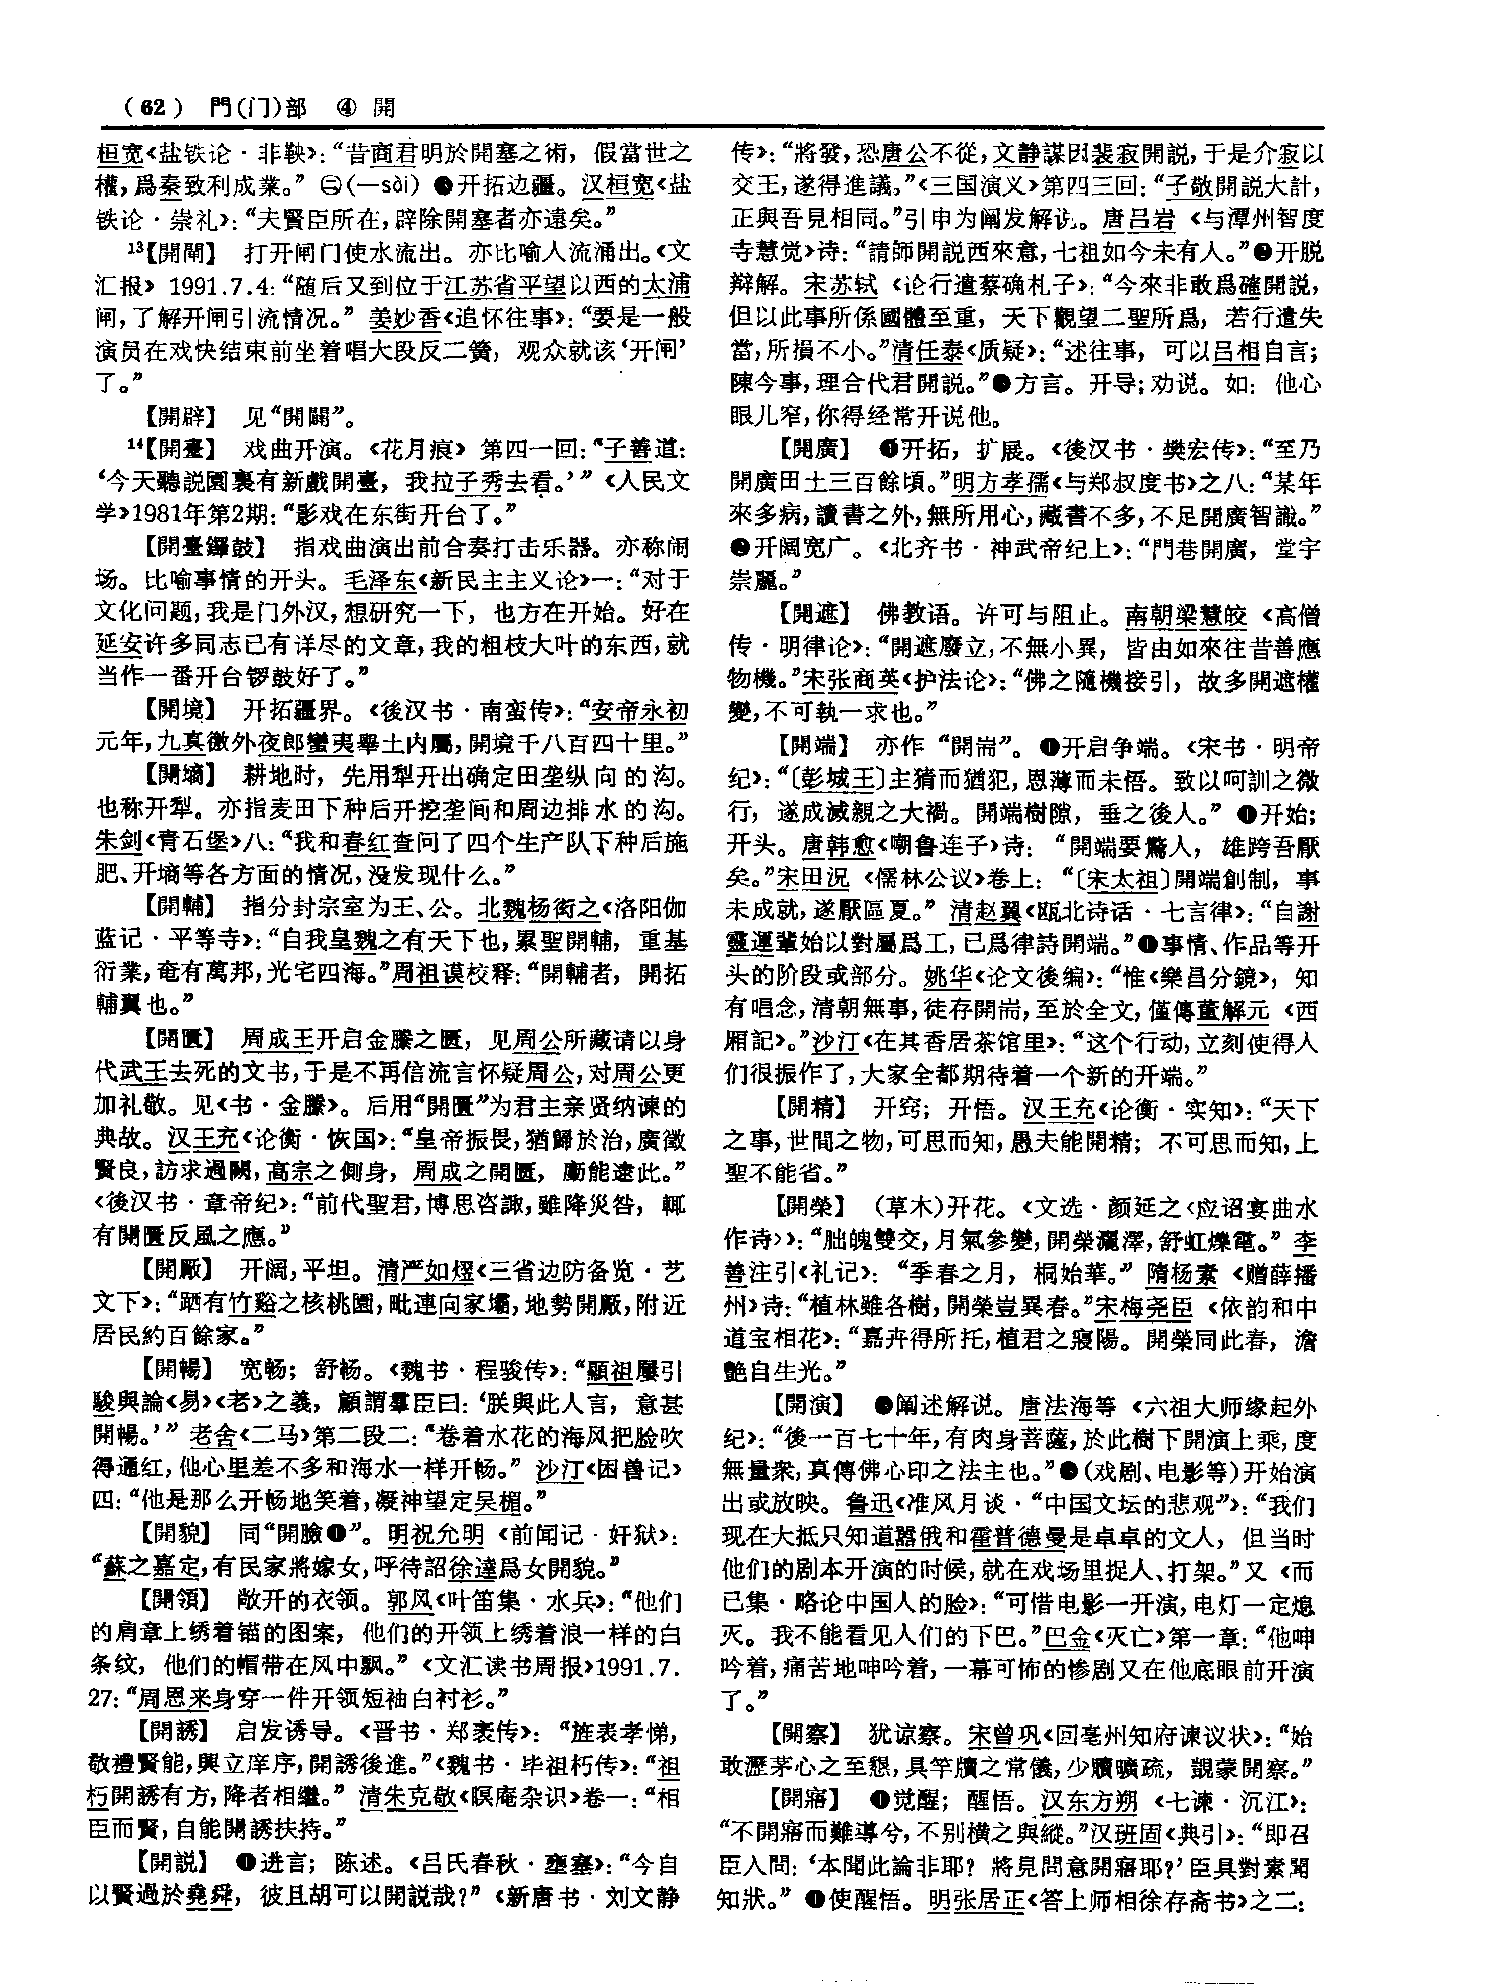 （62） 門(门)部 ④ 開
桓宽《盐铁论·非鞅》：“昔商君明於開塞之術，假當世之
權，爲秦致利成業。” ㊁(—sài) ❶开拓边疆。汉桓宽《盐
铁论·崇礼》：“夫賢臣所在，辟除開塞者亦遠矣。”
13【開閘】 打开闸门使水流出。亦比喻人流涌出。《文
汇报》 1991.7.4：“随后又到位于江苏省平望以西的太浦
闸，了解开闸引流情况。” 姜妙香《追怀往事》：“要是一般
演员在戏快结束前坐着唱大段反二簧，观众就该‘开闸’
了。”
【開辟】 见“開闢”。
14【開臺】 戏曲开演。《花月痕》 第四一回：“子善道：
‘今天聽説園裏有新戲開臺，我拉子秀去看。’” 《人民文
学》1981年第2期：“影戏在东街开台了。”
【開臺鑼鼓】 指戏曲演出前合奏打击乐器。亦称闹
场。比喻事情的开头。毛泽东《新民主主义论》一：“对于
文化问题，我是门外汉，想研究一下，也方在开始。好在
延安许多同志已有详尽的文章，我的粗枝大叶的东西，就
当作一番开台锣鼓好了。”
【開境】 开拓疆界。《後汉书·南蛮传》：“安帝永初
元年，九真徼外夜郎蠻夷舉土内屬，開境千八百四十里。”
【開墒】 耕地时，先用犁开出确定田垄纵向的沟。
也称开犁。亦指麦田下种后开挖垄间和周边排水的沟。
朱剑《青石堡》八：“我和春红查问了四个生产队下种后施
肥、开墒等各方面的情况，没发现什么。”
【開輔】 指分封宗室为王、公。北魏杨衒之《洛阳伽
蓝记·平等寺》：“自我皇魏之有天下也，累聖開輔，重基
衍業，奄有萬邦，光宅四海。”周祖谟校释：“開輔者，開拓
輔翼也。”
【開匱】 周成王开启金縢之匮，见周公所藏请以身
代武王去死的文书，于是不再信流言怀疑周公，对周公更
加礼敬。见《书·金縢》。后用“開匱”为君主亲贤纳谏的
典故。汉王充《论衡·恢国》：“皇帝振畏，猶歸於治，廣徵
賢良，訪求過闕，高宗之側身，周成之開匱，勵能逮此。”
《後汉书·章帝纪》：“前代聖君，博思咨諏，雖降災咎，輒
有開匱反風之應。”
【開厰】 开阔，平坦。清严如熤《三省边防备览·艺
文下》：“跴有竹谿之核桃園，毗連向家壩，地勢開厰，附近
居民約百餘家。”
【開暢】 宽畅；舒畅。《魏书·程骏传》：“顯祖屢引
駿與論《易》《老》之義，顧謂羣臣曰：‘朕與此人言，意甚
開暢。’” 老舍《二马》第二段二：“卷着水花的海风把脸吹
得通红，他心里差不多和海水一样开畅。” 沙汀《困兽记》
四：“他是那么开畅地笑着，凝神望定吴楣。”
【開貌】 同“開臉❶”。明祝允明 《前闻记·奸狱》：
“蘇之嘉定，有民家將嫁女，呼待詔徐達爲女開貌。”
【開領】 敞开的衣领。郭风《叶笛集·水兵》：“他们
的肩章上绣着锚的图案，他们的开领上绣着浪一样的白
条纹，他们的帽带在风中飘。” 《文汇读书周报》1991.7.
27：“周恩来身穿一件开领短袖白衬衫。”
【開誘】 启发诱导。《晋书·郑袤传》：“旌表孝悌，
敬禮賢能，興立庠序，開誘後進。”《魏书·毕祖朽传》：“祖
朽開誘有方，降者相繼。” 清朱克敬《暝庵杂识》卷一：“相
臣而賢，自能開誘扶持。”
【開説】 ❶进言；陈述。《吕氏春秋·壅塞》：“今自
以賢過於堯舜，彼且胡可以開説哉？” 《新唐书·刘文静
传》：“將發，恐唐公不從，文静謀因裴寂開説，于是介寂以
交王，遂得進議。”《三国演义》第四三回：“子敬開説大計，
正與吾見相同。”引申为阐发解说。唐吕岩 《与潭州智度
寺慧觉》诗：“請師開説西來意，七祖如今未有人。”❷开脱
辩解。宋苏轼 《论行遣蔡确札子》：“今來非敢爲確開説，
但以此事所係國體至重，天下觀望二聖所爲，若行遣失
當，所損不小。”清任泰《质疑》：“述往事，可以吕相自言；
陳今事，理合代君開説。”❸方言。开导；劝说。如：他心
眼儿窄，你得经常开说他。
【開廣】 ❶开拓，扩展。《後汉书·樊宏传》：“至乃
開廣田土三百餘頃。”明方孝孺《与郑叔度书》之八：“某年
來多病，讀書之外，無所用心，藏書不多，不足開廣智識。”
❷开阔宽广。《北齐书·神武帝纪上》：“門巷開廣，堂宇
崇麗。”
【開遮】 佛教语。许可与阻止。南朝梁慧皎 《高僧
传·明律论》：“開遮廢立，不無小異，皆由如來往昔善應
物機。”宋张商英《护法论》：“佛之隨機接引，故多開遮權
變，不可執一求也。”
【開端】 亦作 “開耑”。❶开启争端。《宋书·明帝
纪》：“〔彭城王〕主猜而猶犯，恩薄而未悟。致以呵訓之微
行，遂成滅親之大禍。開端樹隙，垂之後人。” ❷开始；
开头。唐韩愈《嘲鲁连子》诗：“開端要驚人，雄跨吾厭
矣。”宋田况 《儒林公议》卷上：“〔宋太祖〕開端創制，事
未成就，遂厭區夏。” 清赵翼《瓯北诗话·七言律》：“自謝
靈運輩始以對屬爲工，已爲律詩開端。”❸事情、作品等开
头的阶段或部分。姚华《论文後编》：“惟《樂昌分鏡》，知
有唱念，清朝無事，徒存開耑，至於全文，僅傳董解元 《西
厢記》。”沙汀《在其香居茶馆里》：“这个行动，立刻使得人
们很振作了，大家全都期待着一个新的开端。”
【開精】 开窍；开悟。汉王充《论衡·实知》：“天下
之事，世間之物，可思而知，愚夫能開精；不可思而知，上
聖不能省。”
【開榮】 （草木）开花。《文选·颜延之〈应诏宴曲水
作诗〉》：“朏魄雙交，月氣參變，開榮灑澤，舒虹爍電。” 李
善注引《礼记》：“季春之月，桐始華。” 隋杨素 《赠薛播
州》诗：“植林雖各樹，開榮豈異春。”宋梅尧臣 《依韵和中
道宝相花》：“嘉卉得所托，植君之寢陽。開榮同此春，澹
艷自生光。”
【開演】 ❶阐述解说。唐法海等 《六祖大师缘起外
纪》：“後一百七十年，有肉身菩薩，於此樹下開演上乘，度
無量衆，真傳佛心印之法主也。”❷（戏剧、电影等）开始演
出或放映。鲁迅《准风月谈·“中国文坛的悲观”》：“我们
现在大抵只知道嚣俄和霍普德曼是卓卓的文人，但当时
他们的剧本开演的时候，就在戏场里捉人、打架。”又 《而
已集·略论中国人的脸》：“可惜电影一开演，电灯一定熄
灭。我不能看见人们的下巴。”巴金《灭亡》第一章：“他呻
吟着，痛苦地呻吟着，一幕可怖的惨剧又在他底眼前开演
了。”
【開察】 犹谅察。宋曾巩《回亳州知府谏议状》：“始
敢瀝茅心之至懇，具竿牘之常儀，少贖曠疏，覬蒙開察。”
【開寤】 ❶觉醒；醒悟。汉东方朔 《七谏·沉江》：
“不開寤而難導兮，不别横之與縱。”汉班固《典引》：“即召
臣入問：‘本聞此論非耶？將見問意開寤耶？’臣具對素聞
知狀。” ❷使醒悟。明张居正《答上师相徐存斋书》之二：